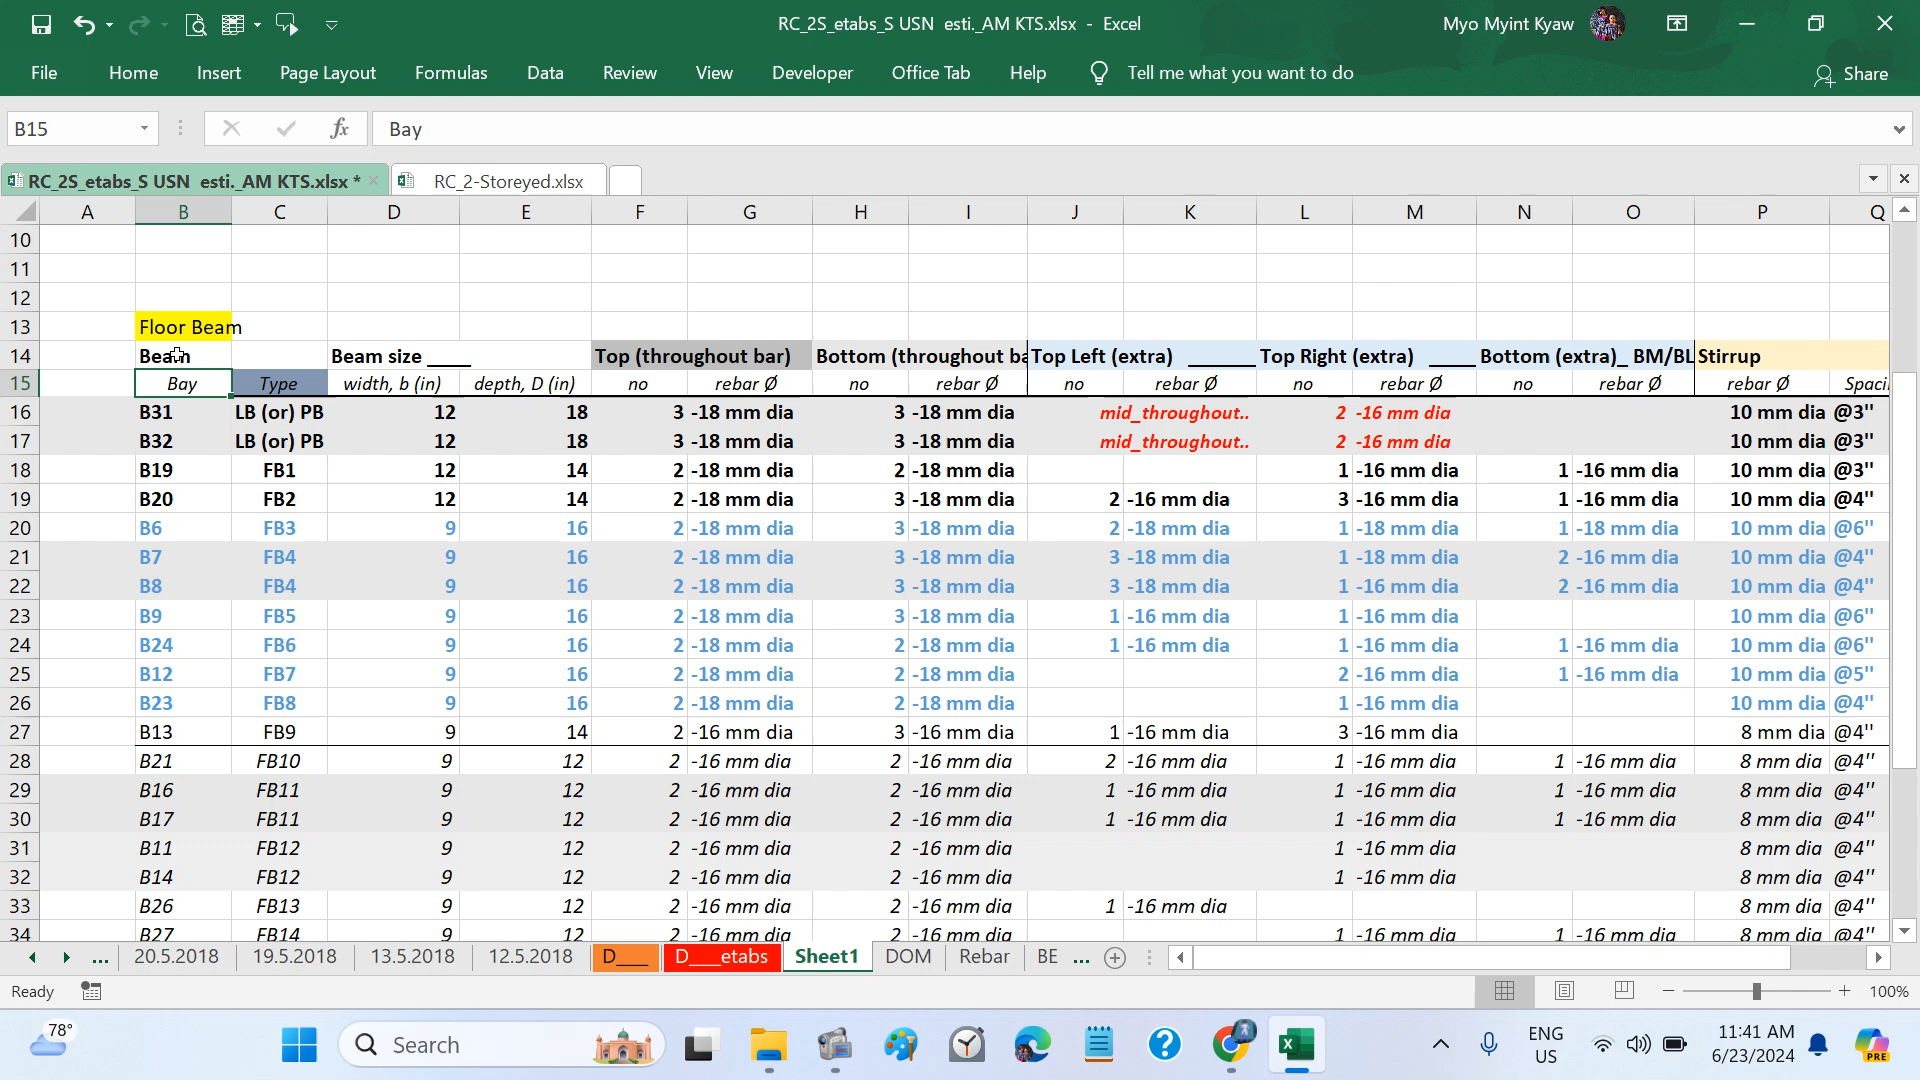 RC_2S_etabs_S USN esti._AM KTS.xlsx - Excel
Myo Myint Kyaw
File Home Insert Page Layout Formulas Data Review View Developer Office Tab Help Tell me what you want to do Share
B15 fx Bay
RC_2S_etabs_S USN esti._AM KTS.xlsx * RC_2-Storeyed.xlsx
A B C D E F G H I J K L M N O P Q
10
11
12
13 Floor Beam
14 Beam Beam size ____ Top (throughout bar) Bottom (throughout ba Top Left (extra) ______ Top Right (extra) ____ Bottom (extra)_ BM/BL Stirrup
15 Bay Type width, b (in) depth, D (in) no rebar Ø no rebar Ø no rebar Ø no rebar Ø no rebar Ø rebar Ø Spaci
16 B31 LB (or) PB 12 18 3 -18 mm dia 3 -18 mm dia mid_throughout.. 2 -16 mm dia 10 mm dia @3"
17 B32 LB (or) PB 12 18 3 -18 mm dia 3 -18 mm dia mid_throughout.. 2 -16 mm dia 10 mm dia @3"
18 B19 FB1 12 14 2 -18 mm dia 2 -18 mm dia 1 -16 mm dia 1 -16 mm dia 10 mm dia @3"
19 B20 FB2 12 14 2 -18 mm dia 3 -18 mm dia 2 -16 mm dia 3 -16 mm dia 1 -16 mm dia 10 mm dia @4"
20 B6 FB3 9 16 2 -18 mm dia 3 -18 mm dia 2 -18 mm dia 1 -18 mm dia 1 -18 mm dia 10 mm dia @6"
21 B7 FB4 9 16 2 -18 mm dia 3 -18 mm dia 3 -18 mm dia 1 -18 mm dia 2 -16 mm dia 10 mm dia @4"
22 B8 FB4 9 16 2 -18 mm dia 3 -18 mm dia 3 -18 mm dia 1 -18 mm dia 2 -16 mm dia 10 mm dia @4"
23 B9 FB5 9 16 2 -18 mm dia 3 -18 mm dia 1 -16 mm dia 1 -16 mm dia 10 mm dia @6"
24 B24 FB6 9 16 2 -18 mm dia 2 -18 mm dia 1 -16 mm dia 1 -16 mm dia 1 -16 mm dia 10 mm dia @6"
25 B12 FB7 9 16 2 -18 mm dia 2 -18 mm dia 2 -16 mm dia 1 -16 mm dia 10 mm dia @5"
26 B23 FB8 9 16 2 -18 mm dia 2 -18 mm dia 1 -16 mm dia 10 mm dia @4"
27 B13 FB9 9 14 2 -16 mm dia 3 -16 mm dia 1 -16 mm dia 3 -16 mm dia 8 mm dia @4"
28 B21 FB10 9 12 2 -16 mm dia 2 -16 mm dia 2 -16 mm dia 1 -16 mm dia 1 -16 mm dia 8 mm dia @4"
29 B16 FB11 9 12 2 -16 mm dia 2 -16 mm dia 1 -16 mm dia 1 -16 mm dia 1 -16 mm dia 8 mm dia @4"
30 B17 FB11 9 12 2 -16 mm dia 2 -16 mm dia 1 -16 mm dia 1 -16 mm dia 1 -16 mm dia 8 mm dia @4"
31 B11 FB12 9 12 2 -16 mm dia 2 -16 mm dia 1 -16 mm dia 8 mm dia @4"
32 B14 FB12 9 12 2 -16 mm dia 2 -16 mm dia 1 -16 mm dia 8 mm dia @4"
33 B26 FB13 9 12 2 -16 mm dia 2 -16 mm dia 1 -16 mm dia 8 mm dia @4"
34 B27 FB14 9 12 2 -16 mm dia 2 -16 mm dia 1 -16 mm dia 1 -16 mm dia 8 mm dia @4"
... 20.5.2018 19.5.2018 13.5.2018 12.5.2018 D____ D____etabs Sheet1 DOM Rebar BE ...
Ready 100%
78° Search ENG 11:41 AM
US 6/23/2024 PRE